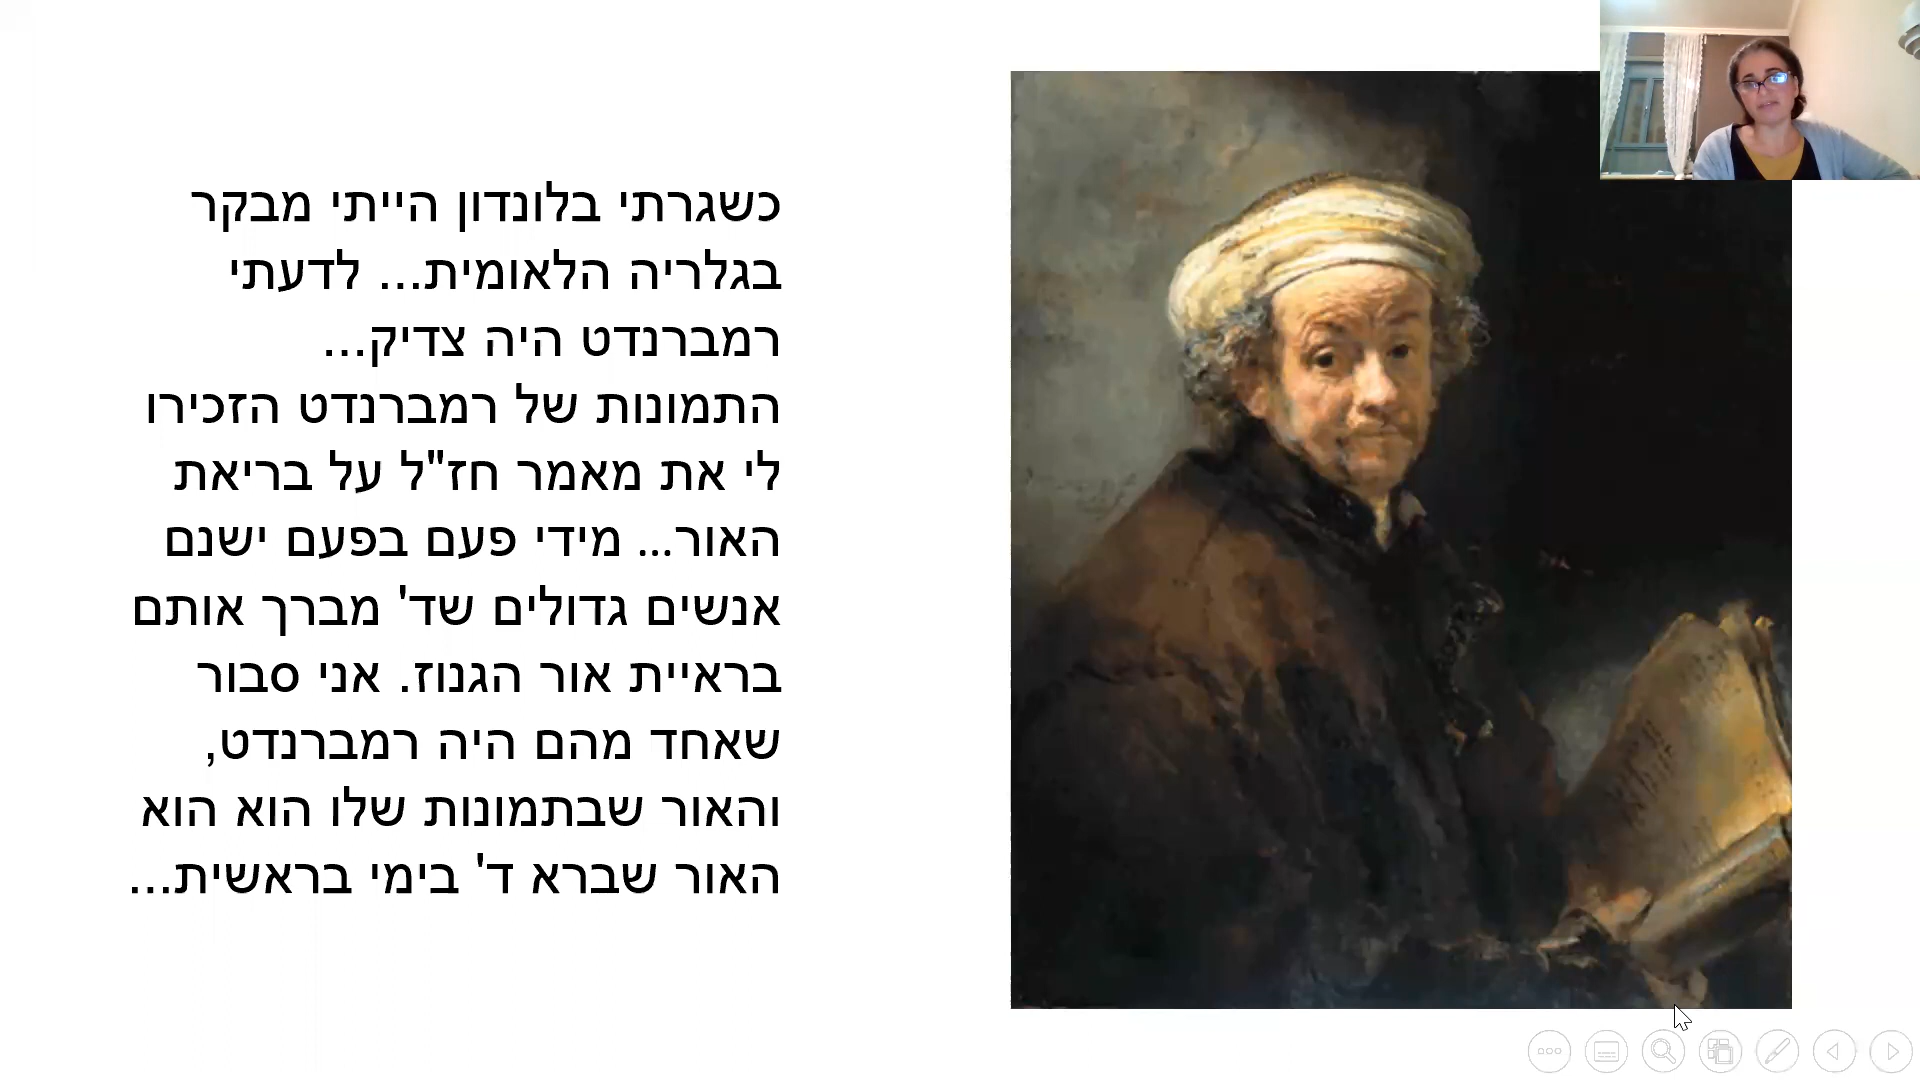 כשגרתי בלונדון הייתי מבקר
בגלריה הלאומית... לדעתי
רמברנדט היה צדיק...
התמונות של רמברנדט הזכירו
לי את מאמר חז"ל על בריאת
האור... מידי פעם בפעם ישנם
אנשים גדולים שד' מברך אותם
בראיית אור הגנוז. אני סבור
שאחד מהם היה רמברנדט,
והאור שבתמונות שלו הוא הוא
האור שברא ד' בימי בראשית...